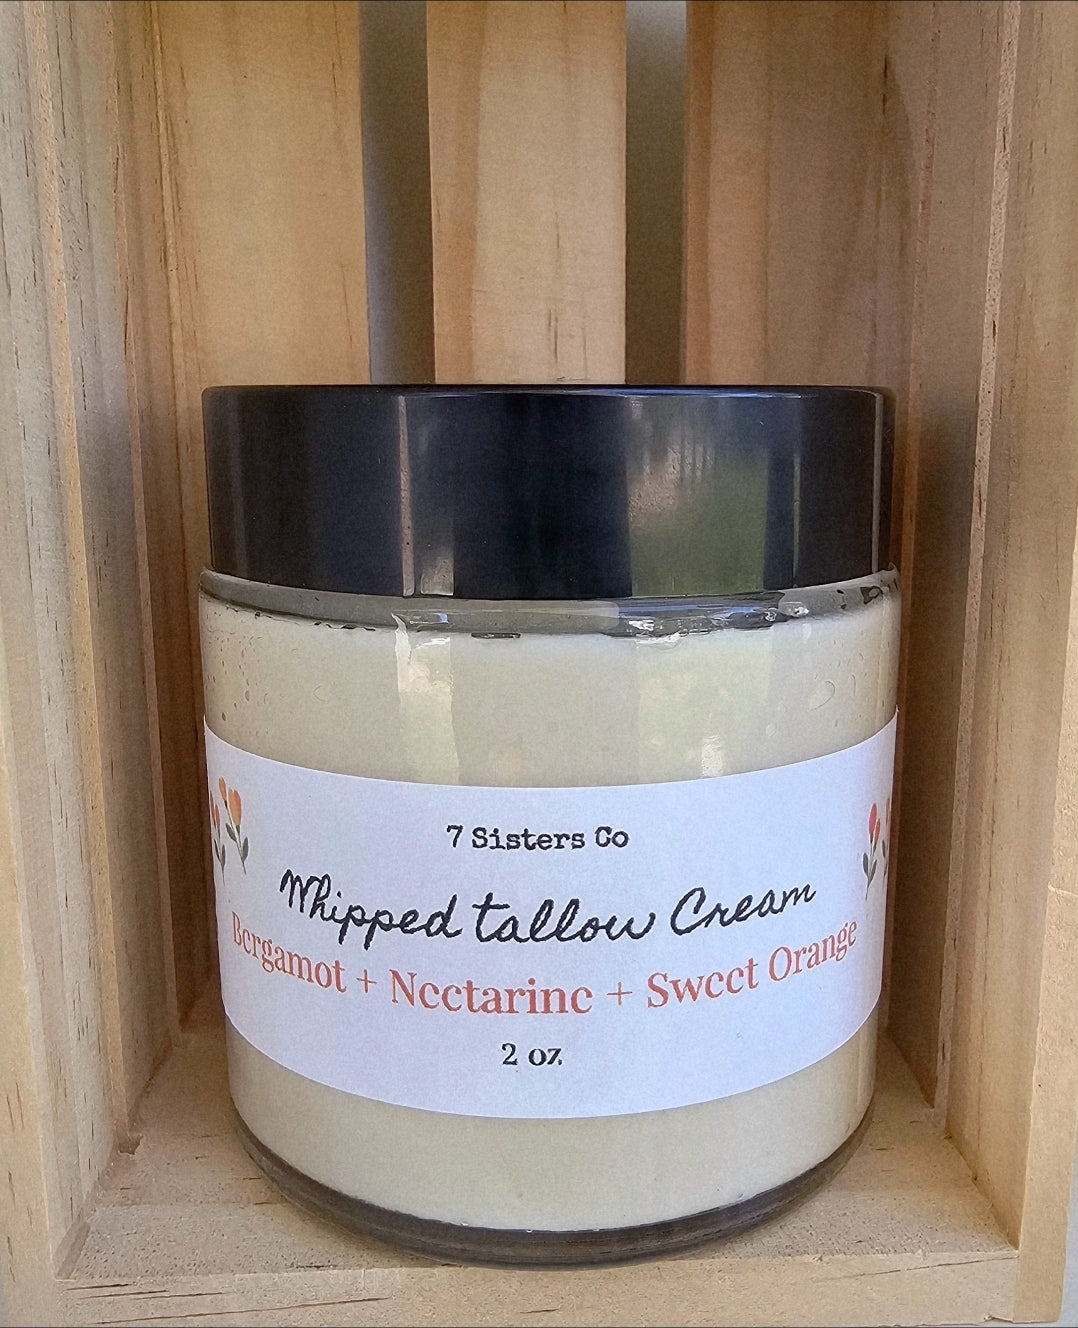 7 Sisters Co
Whipped tallow Cream
Bergamot + Nectarine + Sweet Orange
2 oz